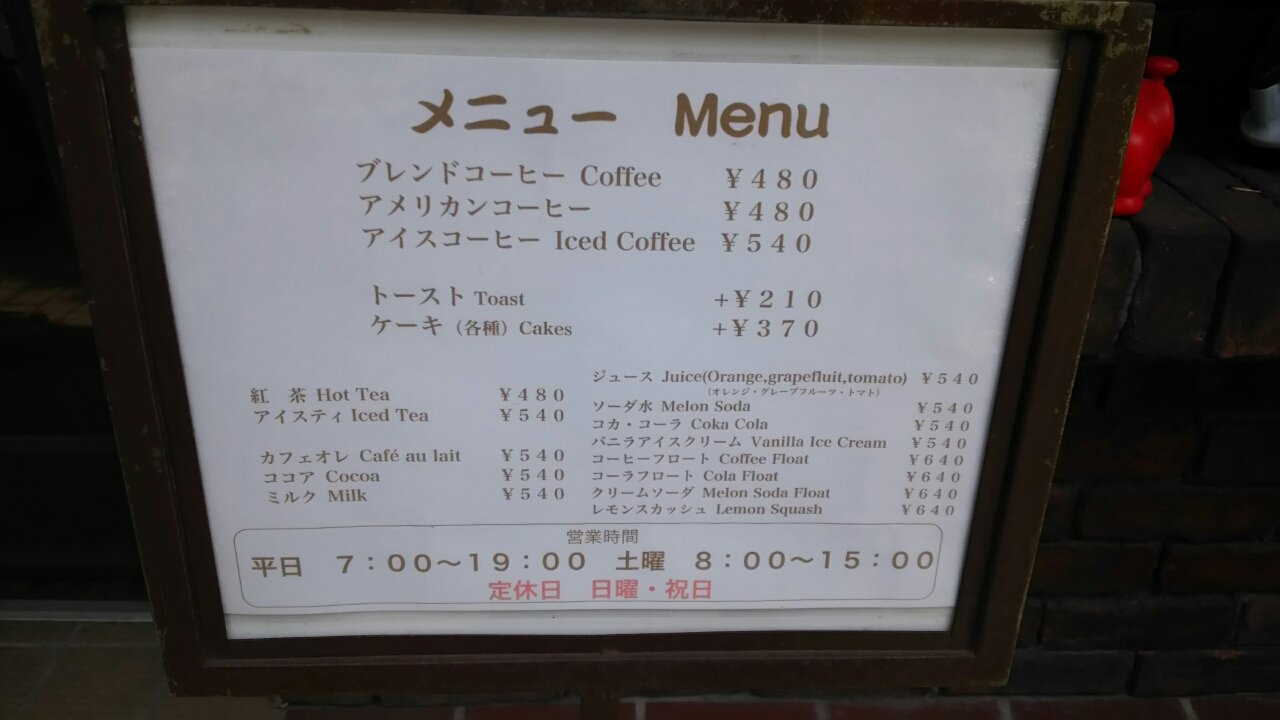 メニュー Menu
ブレンドコーヒー Coffee ￥４８０
アメリカンコーヒー ￥４８０
アイスコーヒー Iced Coffee ￥５４０
トースト Toast +￥２１０
ケーキ（各種）Cakes +￥３７０
紅　茶 Hot Tea ￥４８０
アイスティ Iced Tea ￥５４０
カフェオレ Café au lait ￥５４０
ココア Cocoa ￥５４０
ミルク Milk ￥５４０
ジュース Juice(Orange,grapefluit,tomato) ￥５４０
（オレンジ・グレープフルーツ・トマト）
ソーダ水 Melon Soda ￥５４０
コカ・コーラ Coka Cola ￥５４０
バニラアイスクリーム Vanilla Ice Cream ￥５４０
コーヒーフロート Coffee Float ￥６４０
コーラフロート Cola Float ￥６４０
クリームソーダ Melon Soda Float ￥６４０
レモンスカッシュ Lemon Squash ￥６４０
営業時間
平日　７：００〜１９：００　土曜　８：００〜１５：００
定休日　日曜・祝日